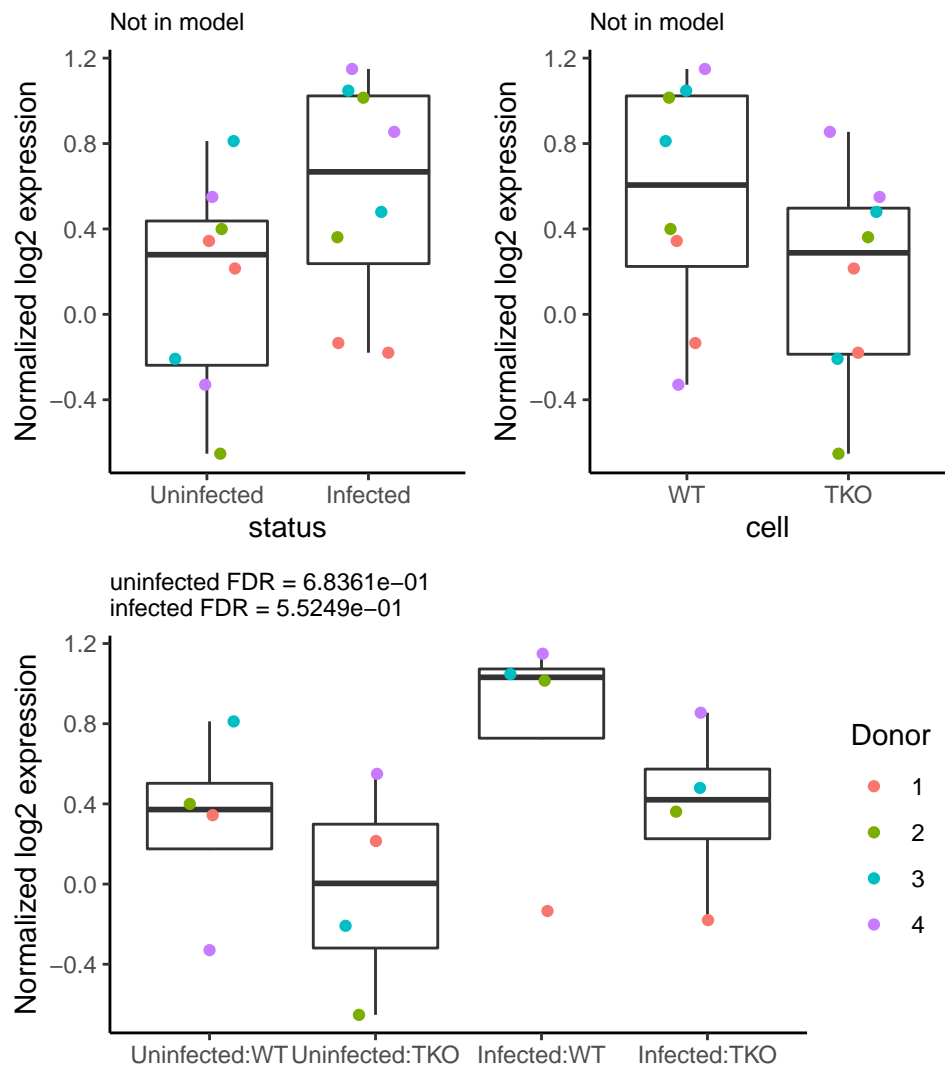 Not in model
Normalized log2 expression
1.2
0.8
0.4
0.0
−0.4
Uninfected Infected
status
Not in model
Normalized log2 expression
1.2
0.8
0.4
0.0
−0.4
WT TKO
cell
uninfected FDR = 6.8361e−01
infected FDR = 5.5249e−01
Normalized log2 expression
1.2
0.8
0.4
0.0
−0.4
Uninfected:WT Uninfected:TKO Infected:WT Infected:TKO
Donor
1
2
3
4